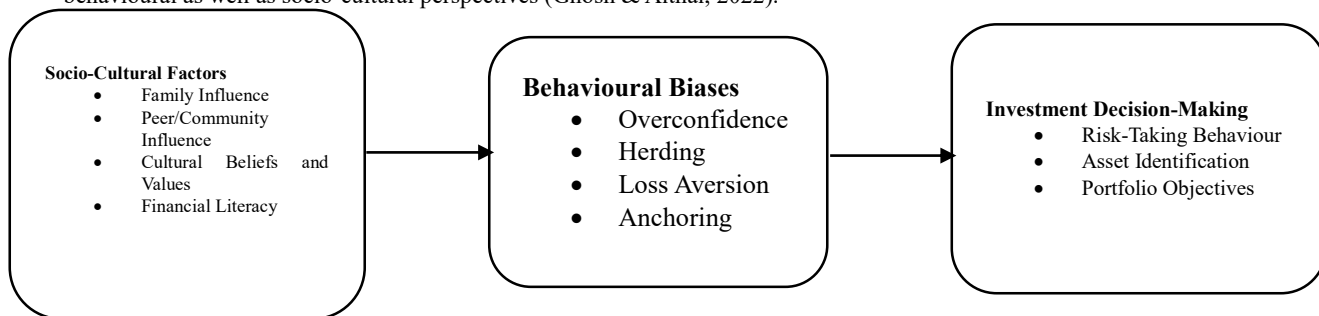 behavioural as well as socio-cultural perspectives (Ghosh & Althaf, 2022).
Socio-Cultural Factors
• Family Influence
• Peer/Community
Influence
• Cultural Beliefs and
Values
• Financial Literacy
Behavioural Biases
• Overconfidence
• Herding
• Loss Aversion
• Anchoring
Investment Decision-Making
• Risk-Taking Behaviour
• Asset Identification
• Portfolio Objectives